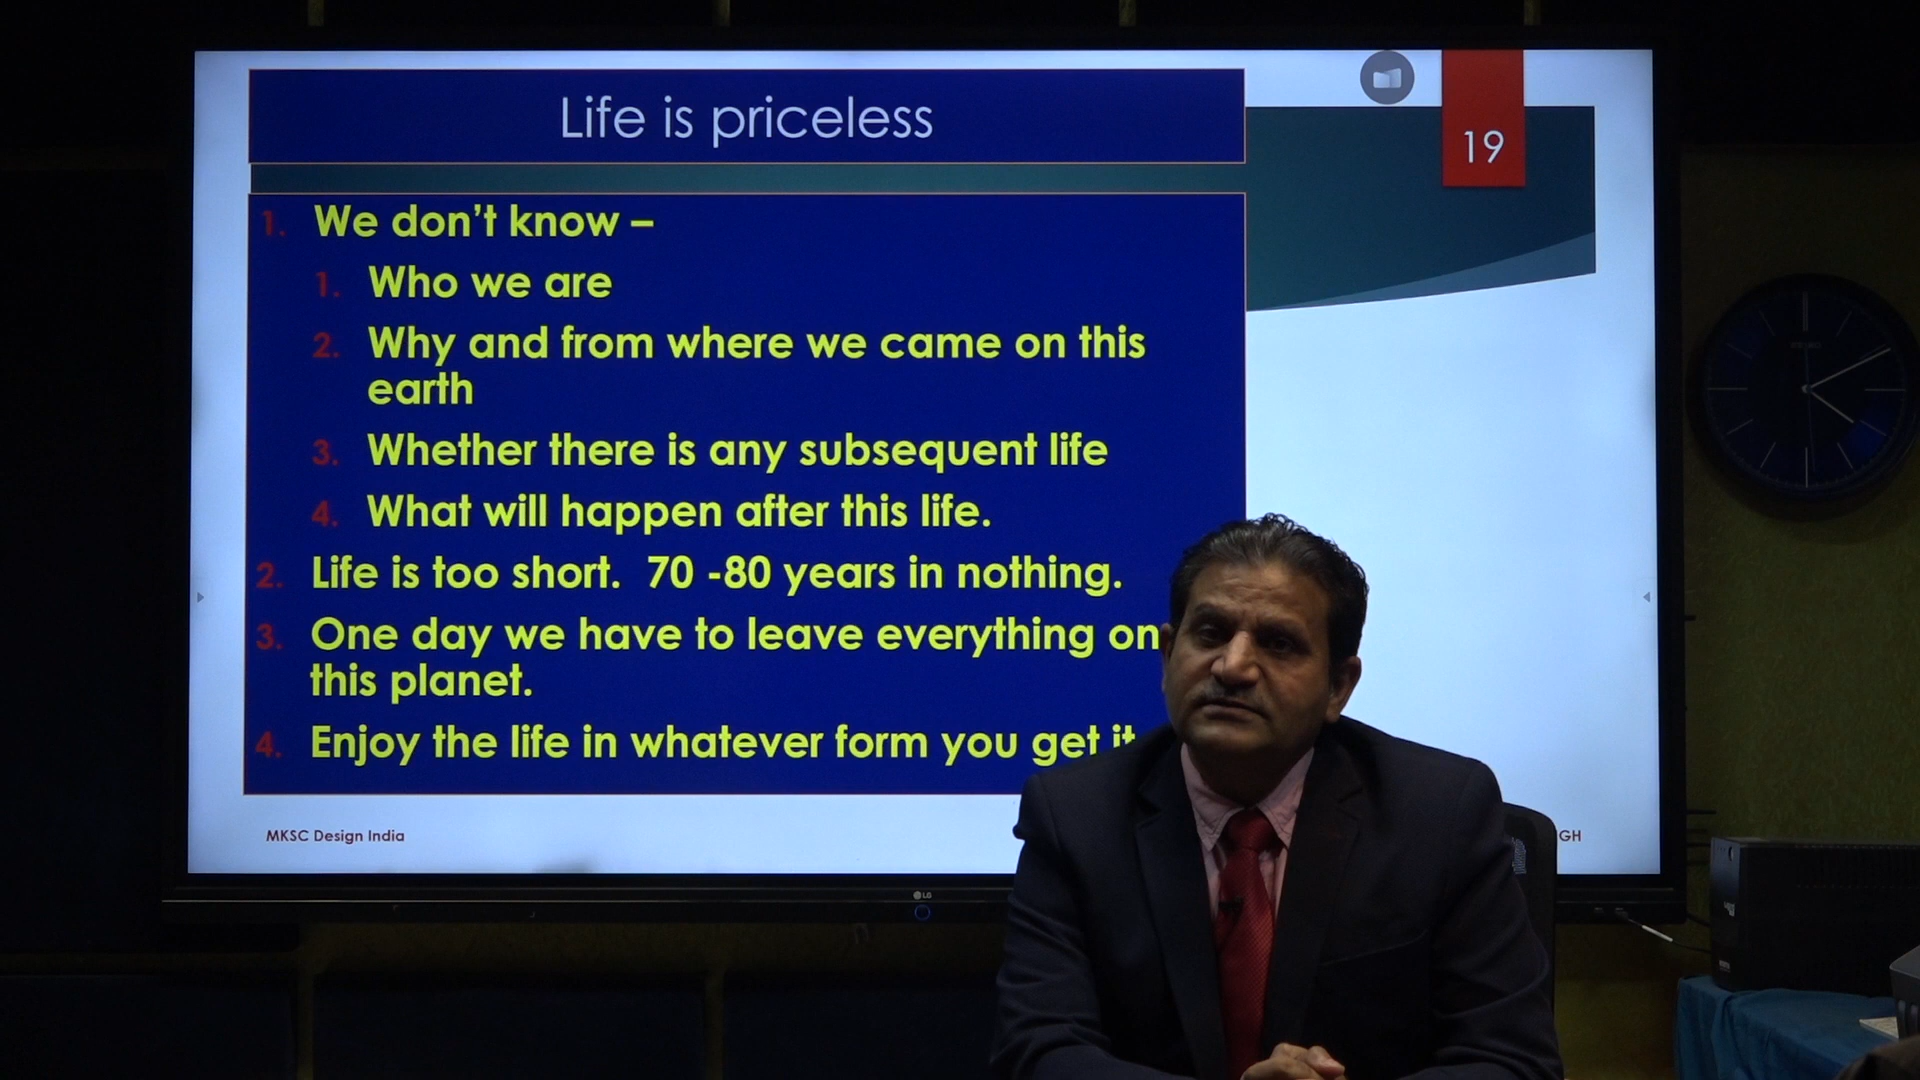 Life is priceless
19
1. We don't know –
1. Who we are
2. Why and from where we came on this
earth
3. Whether there is any subsequent life
4. What will happen after this life.
2. Life is too short. 70 -80 years in nothing.
3. One day we have to leave everything on
this planet.
4. Enjoy the life in whatever form you get it
MKSC Design India
GH
LG